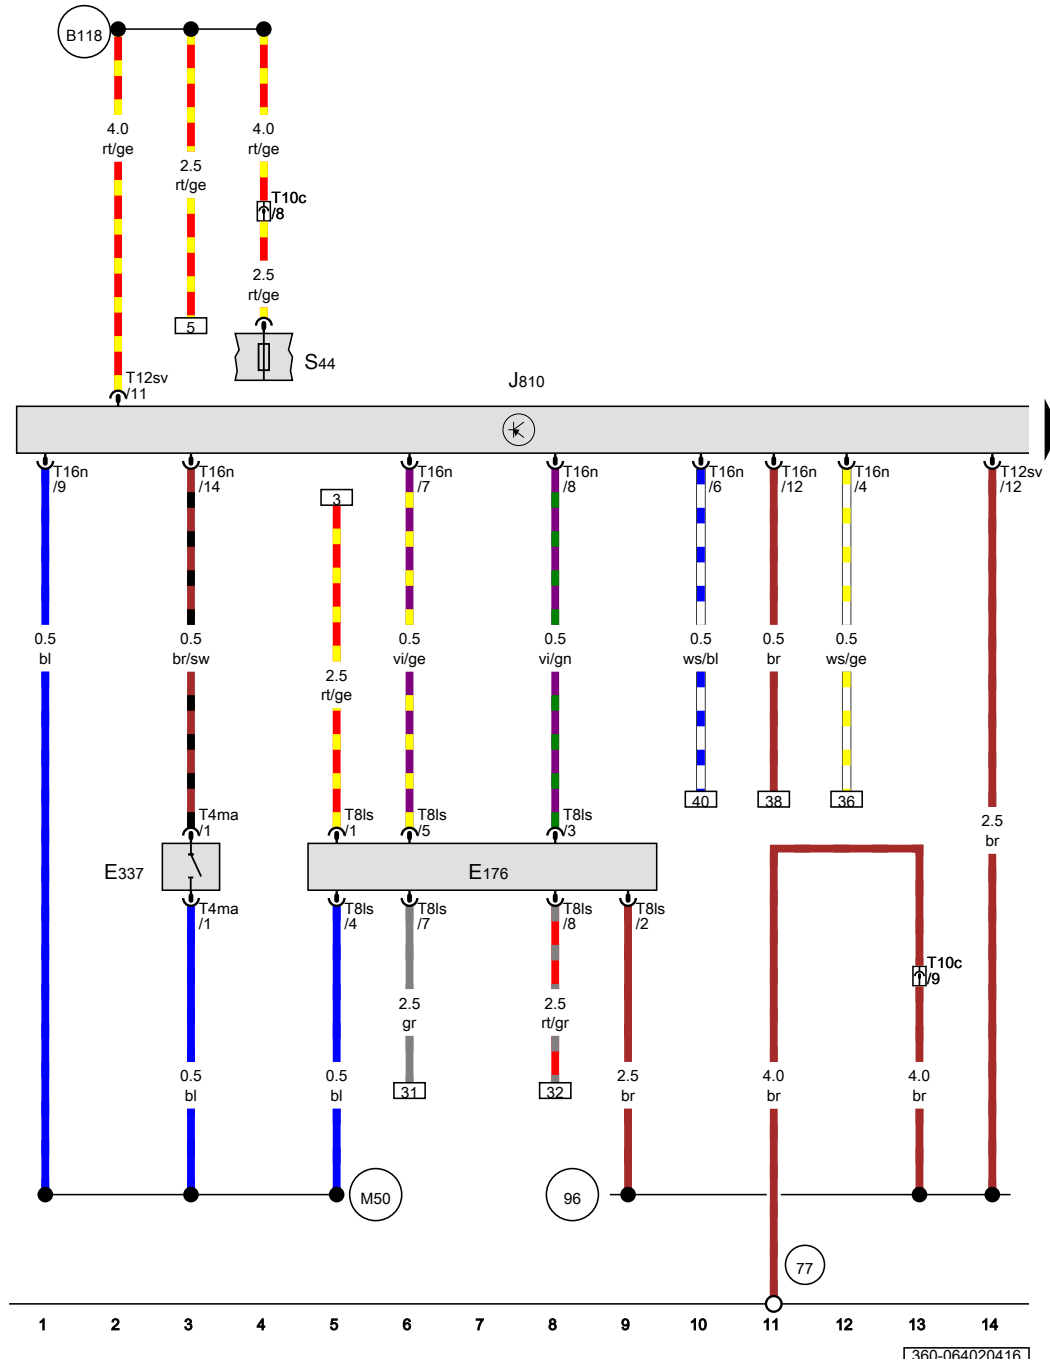 B118
4.0
rt/ge
2.5
rt/ge
4.0
rt/ge
T10c
/8
2.5
rt/ge
5
S44
T12sv
/11
J810
T16n
/9
T16n
/14
T16n
/7
T16n
/8
T16n
/6
T16n
/12
T16n
/4
T12sv
/12
3
0.5
bl
0.5
br/sw
2.5
rt/ge
0.5
vi/ge
0.5
vi/gn
0.5
ws/bl
0.5
br
0.5
ws/ge
40
38
36
2.5
br
T4ma
/1
T8ls
/1
T8ls
/5
T8ls
/3
E337
E176
T4ma
/1
T8ls
/4
T8ls
/7
T8ls
/8
T8ls
/2
T10c
/9
2.5
gr
2.5
rt/gr
0.5
bl
0.5
bl
31
32
2.5
br
4.0
br
4.0
br
M50
96
77
1 2 3 4 5 6 7 8 9 10 11 12 13 14
360-064020416